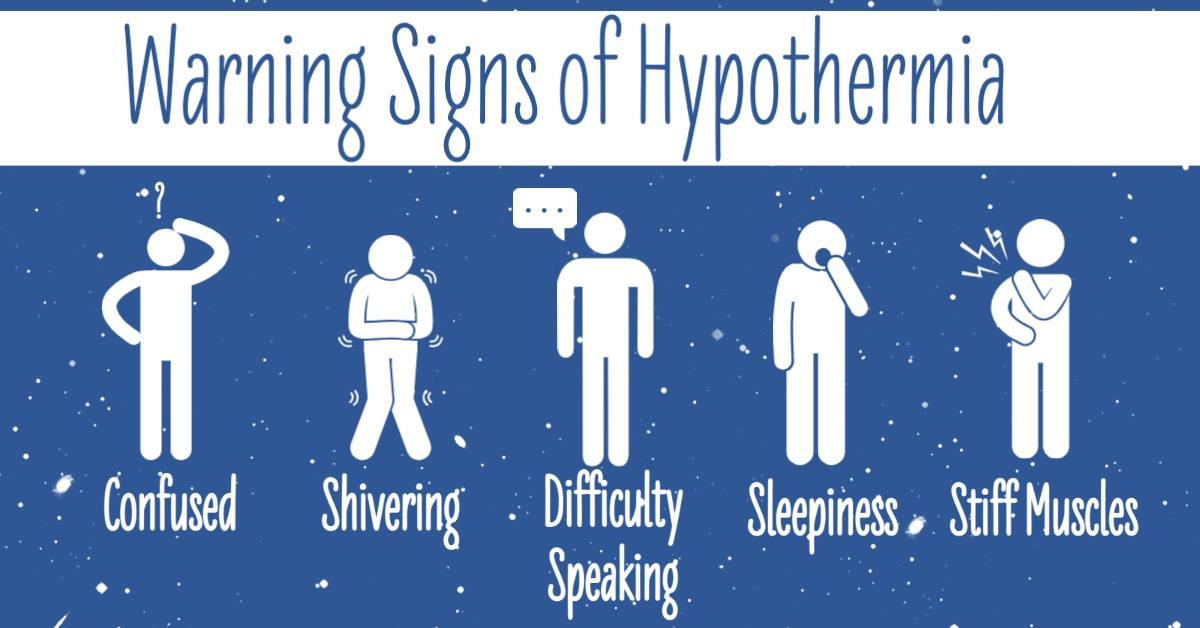 Warning Signs of Hypothermia
?
...
Confused
Shivering
Difficulty
Speaking
Sleepiness
Stiff Muscles